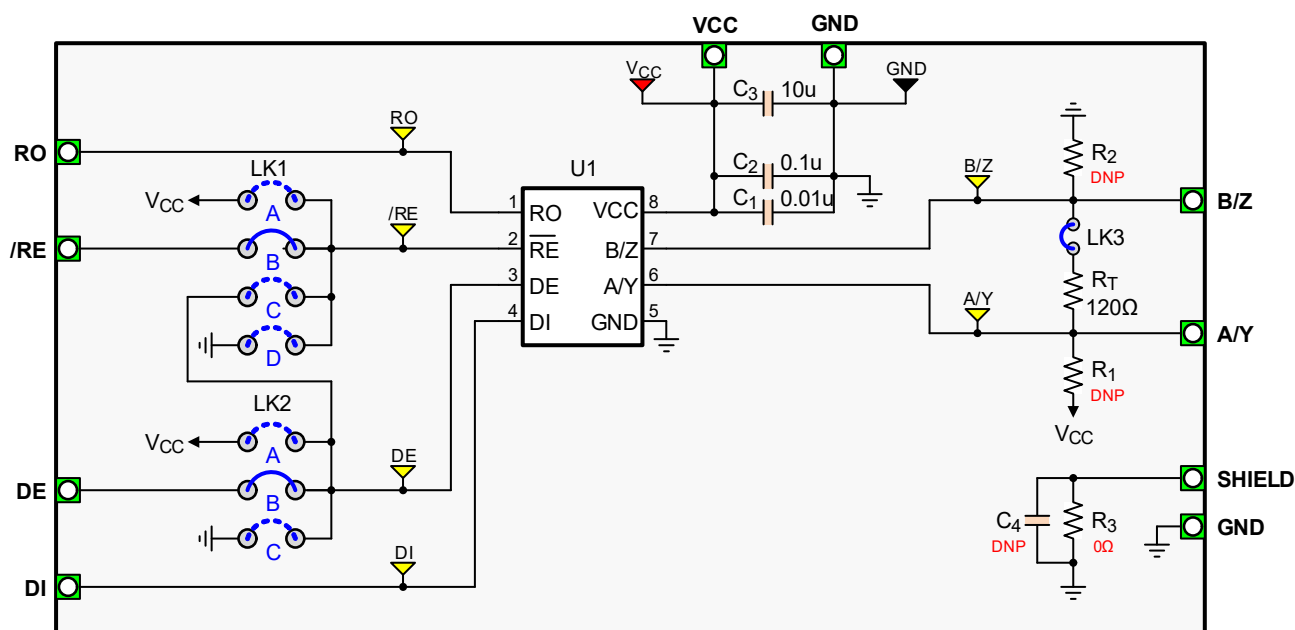 VCC GND
VCC GND
C3 10u
RO
RO
LK1
U1
C2 0.1u
R2
DNP
B/Z
VCC
A
C1 0.01u
B/Z
1 RO VCC 8
/RE
/RE
B
2 RE B/Z 7
LK3
C
3 DE A/Y 6
RT
120Ω
4 DI GND 5
A/Y
A/Y
D
R1
DNP
LK2
VCC
VCC
A
DE
DE
B
SHIELD
C4
DNP
R3
0Ω
GND
C
DI
DI